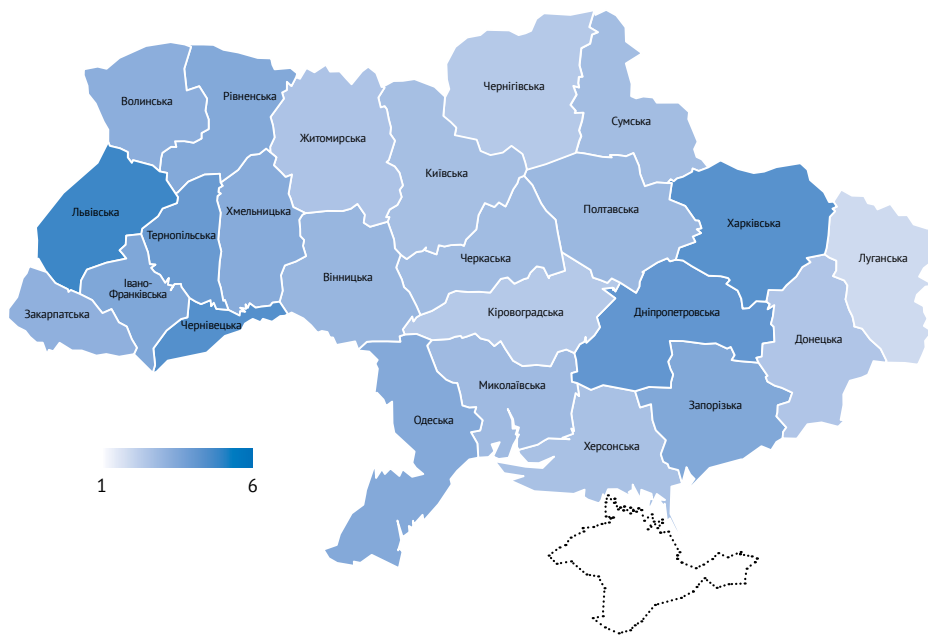 Чернігівська
Волинська
Рівненська
Сумська
Житомирська
Київська
Львівська
Хмельницька
Полтавська
Харківська
Тернопільська
Черкаська
Луганська
Вінницька
Івано-
Франківська
Закарпатська
Чернівецька
Кіровоградська
Дніпропетровська
Донецька
Миколаївська
Запорізька
Одеська
Херсонська
1
6